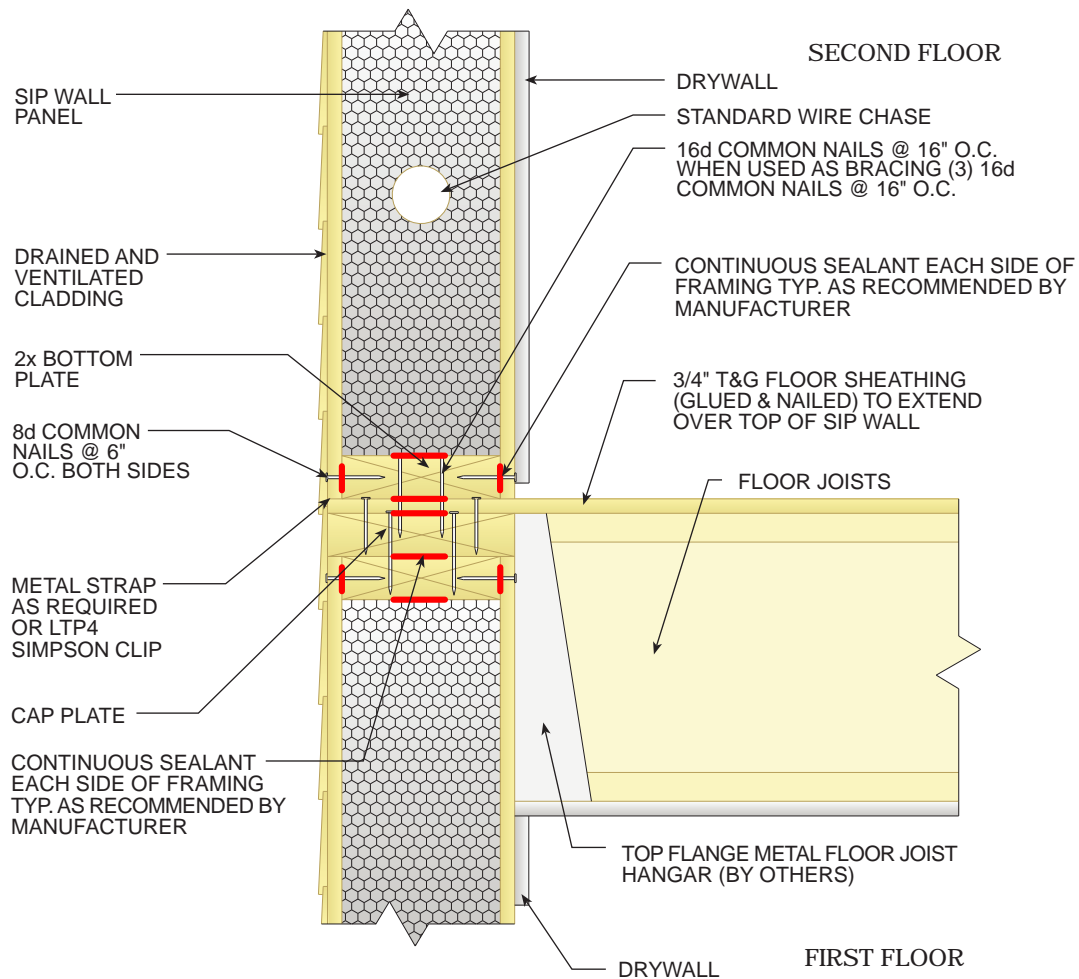 SECOND FLOOR
DRYWALL
SIP WALL
PANEL
STANDARD WIRE CHASE
16d COMMON NAILS @ 16" O.C.
WHEN USED AS BRACING (3) 16d
COMMON NAILS @ 16" O.C.
DRAINED AND
VENTILATED
CLADDING
CONTINUOUS SEALANT EACH SIDE OF
FRAMING TYP. AS RECOMMENDED BY
MANUFACTURER
2x BOTTOM
PLATE
3/4" T&G FLOOR SHEATHING
(GLUED & NAILED) TO EXTEND
OVER TOP OF SIP WALL
8d COMMON
NAILS @ 6"
O.C. BOTH SIDES
FLOOR JOISTS
METAL STRAP
AS REQUIRED
OR LTP4
SIMPSON CLIP
CAP PLATE
CONTINUOUS SEALANT
EACH SIDE OF FRAMING
TYP. AS RECOMMENDED BY
MANUFACTURER
TOP FLANGE METAL FLOOR JOIST
HANGAR (BY OTHERS)
DRYWALL
FIRST FLOOR